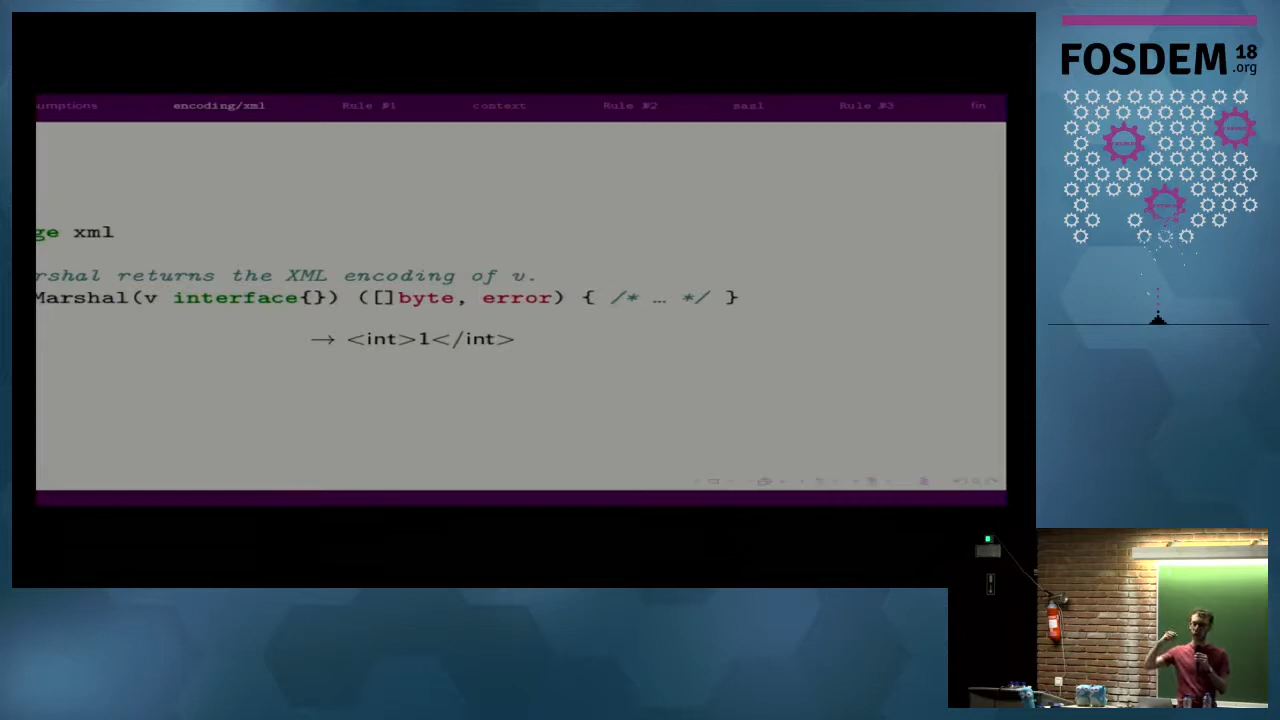 umptions encoding/xml Rule #1 context Rule #2 sasl Rule #3 fin
ge xml
rshal returns the XML encoding of v.
Marshal(v interface{}) ([]byte, error) { /* … */ }
→ <int>1</int>
FOSDEM 18
.org